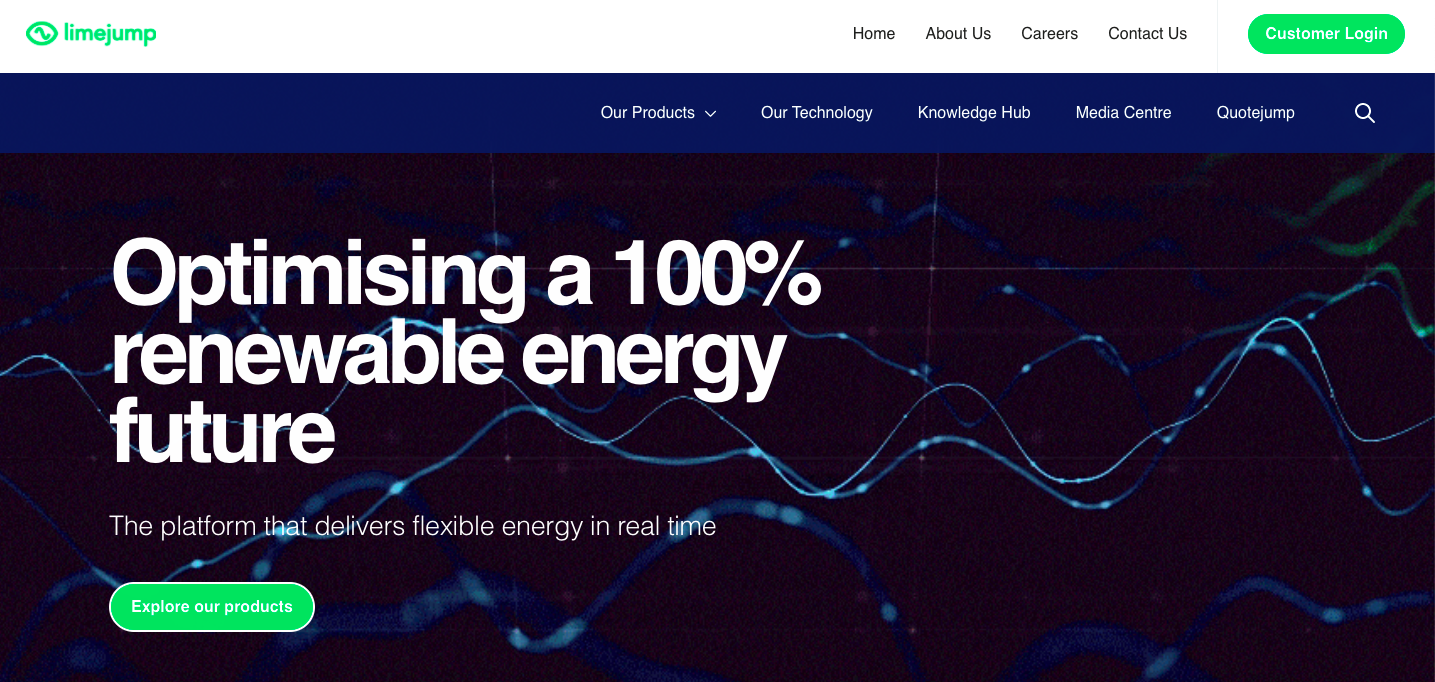 limejump
Home About Us Careers Contact Us Customer Login
Our Products Our Technology Knowledge Hub Media Centre Quotejump
Optimising a 100%
renewable energy
future
The platform that delivers flexible energy in real time
Explore our products